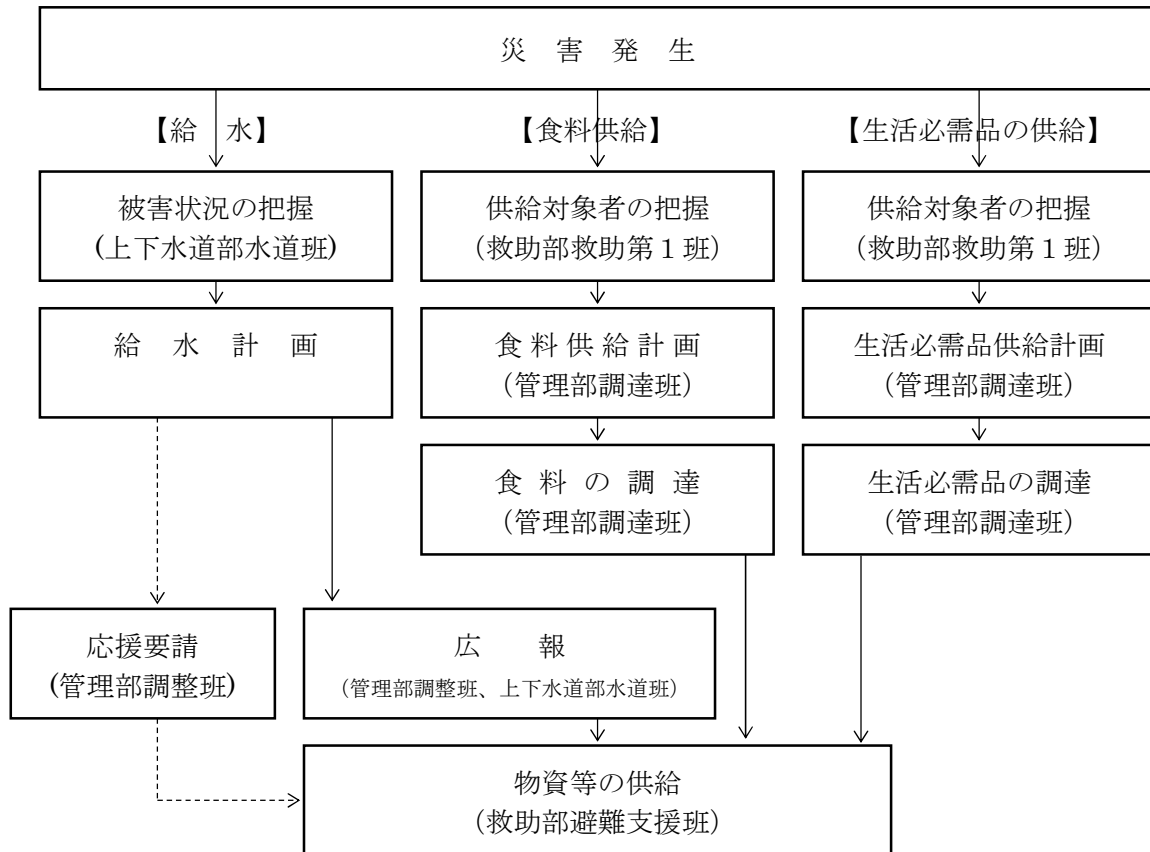 災　害　発　生
【給　水】
【食料供給】
【生活必需品の供給】
被害状況の把握
(上下水道部水道班)
供給対象者の把握
（救助部救助第１班）
供給対象者の把握
（救助部救助第１班）
給　水　計　画
食 料 供 給 計 画
（管理部調達班）
生活必需品供給計画
（管理部調達班）
食　料　の　調　達
（管理部調達班）
生活必需品の調達
（管理部調達班）
応援要請
(管理部調整班)
広　　報
（管理部調整班、上下水道部水道班）
物資等の供給
（救助部避難支援班）